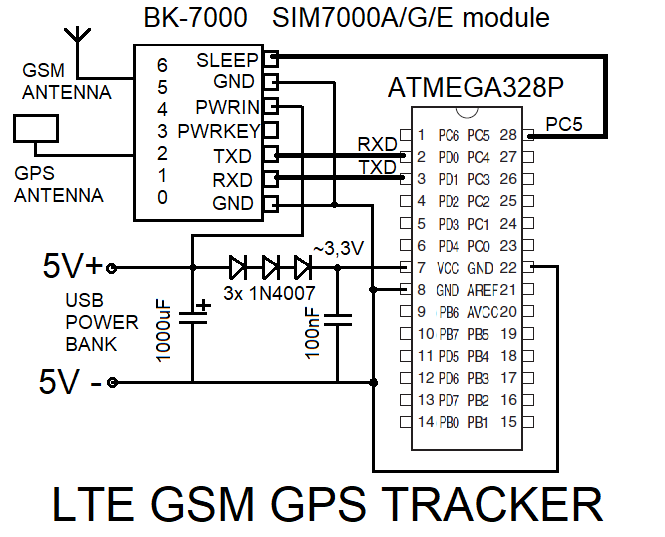 BK-7000 SIM7000A/G/E module
GSM
ANTENNA
GPS
ANTENNA
6 SLEEP
5 GND
4 PWRIN
3 PWRKEY
2 TXD
1 RXD
0 GND
RXD
TXD
ATMEGA328P
PC5
1 PC6 PC5 28
2 PD0 PC4 27
3 PD1 PC3 26
4 PD2 PC2 25
5 PD3 PC1 24
6 PD4 PC0 23
7 VCC GND 22
8 GND AREF 21
9 PB6 AVCC 20
10 PB7 PB5 19
11 PD5 PB4 18
12 PD6 PB3 17
13 PD7 PB2 16
14 PB0 PB1 15
5V+
USB
POWER
BANK
5V -
1000uF
+
3x 1N4007
~3,3V
100nF
LTE GSM GPS TRACKER